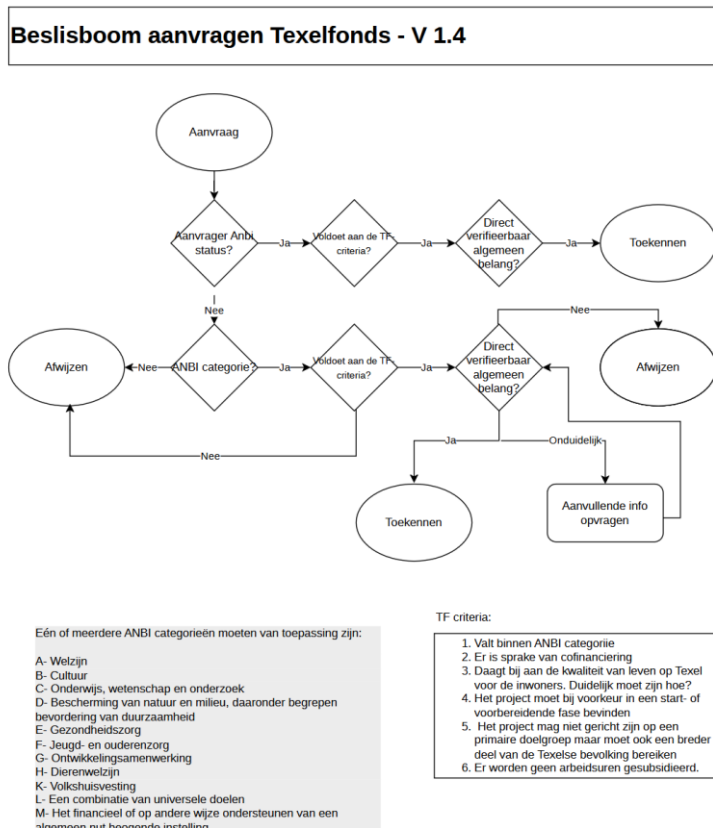 Beslisboom aanvragen Texelfonds - V 1.4
Aanvraag
Aanvrager Anbi
status?
Ja
Voldoet aan de TF-
criteria?
Ja
Direct
verifieerbaar
algemeen
belang?
Ja
Toekennen
Nee
Nee
Afwijzen
Nee
ANBI categorie?
Ja
Voldoet aan de TF-
criteria?
Ja
Direct
verifieerbaar
algemeen
belang?
Afwijzen
Nee
Ja
Onduidelijk
Toekennen
Aanvullende info
opvragen
Eén of meerdere ANBI categorieën moeten van toepassing zijn:
A- Welzijn
B- Cultuur
C- Onderwijs, wetenschap en onderzoek
D- Bescherming van natuur en milieu, daaronder begrepen
bevordering van duurzaamheid
E- Gezondheidszorg
F- Jeugd- en ouderenzorg
G- Ontwikkelingsamenwerking
H- Dierenwelzijn
K- Volkshuisvesting
L- Een combinatie van universele doelen
M- Het financieel of op andere wijze ondersteunen van een
algemeen nut beogende instelling
TF criteria:
1. Valt binnen ANBI categoriie
2. Er is sprake van cofinanciering
3. Daagt bij aan de kwaliteit van leven op Texel
voor de inwoners. Duidelijk moet zijn hoe?
4. Het project moet bij voorkeur in een start- of
voorbereidende fase bevinden
5. Het project mag niet gericht zijn op een
primaire doelgroep maar moet ook een breder
deel van de Texelse bevolking bereiken
6. Er worden geen arbeidsuren gesubsidieerd.